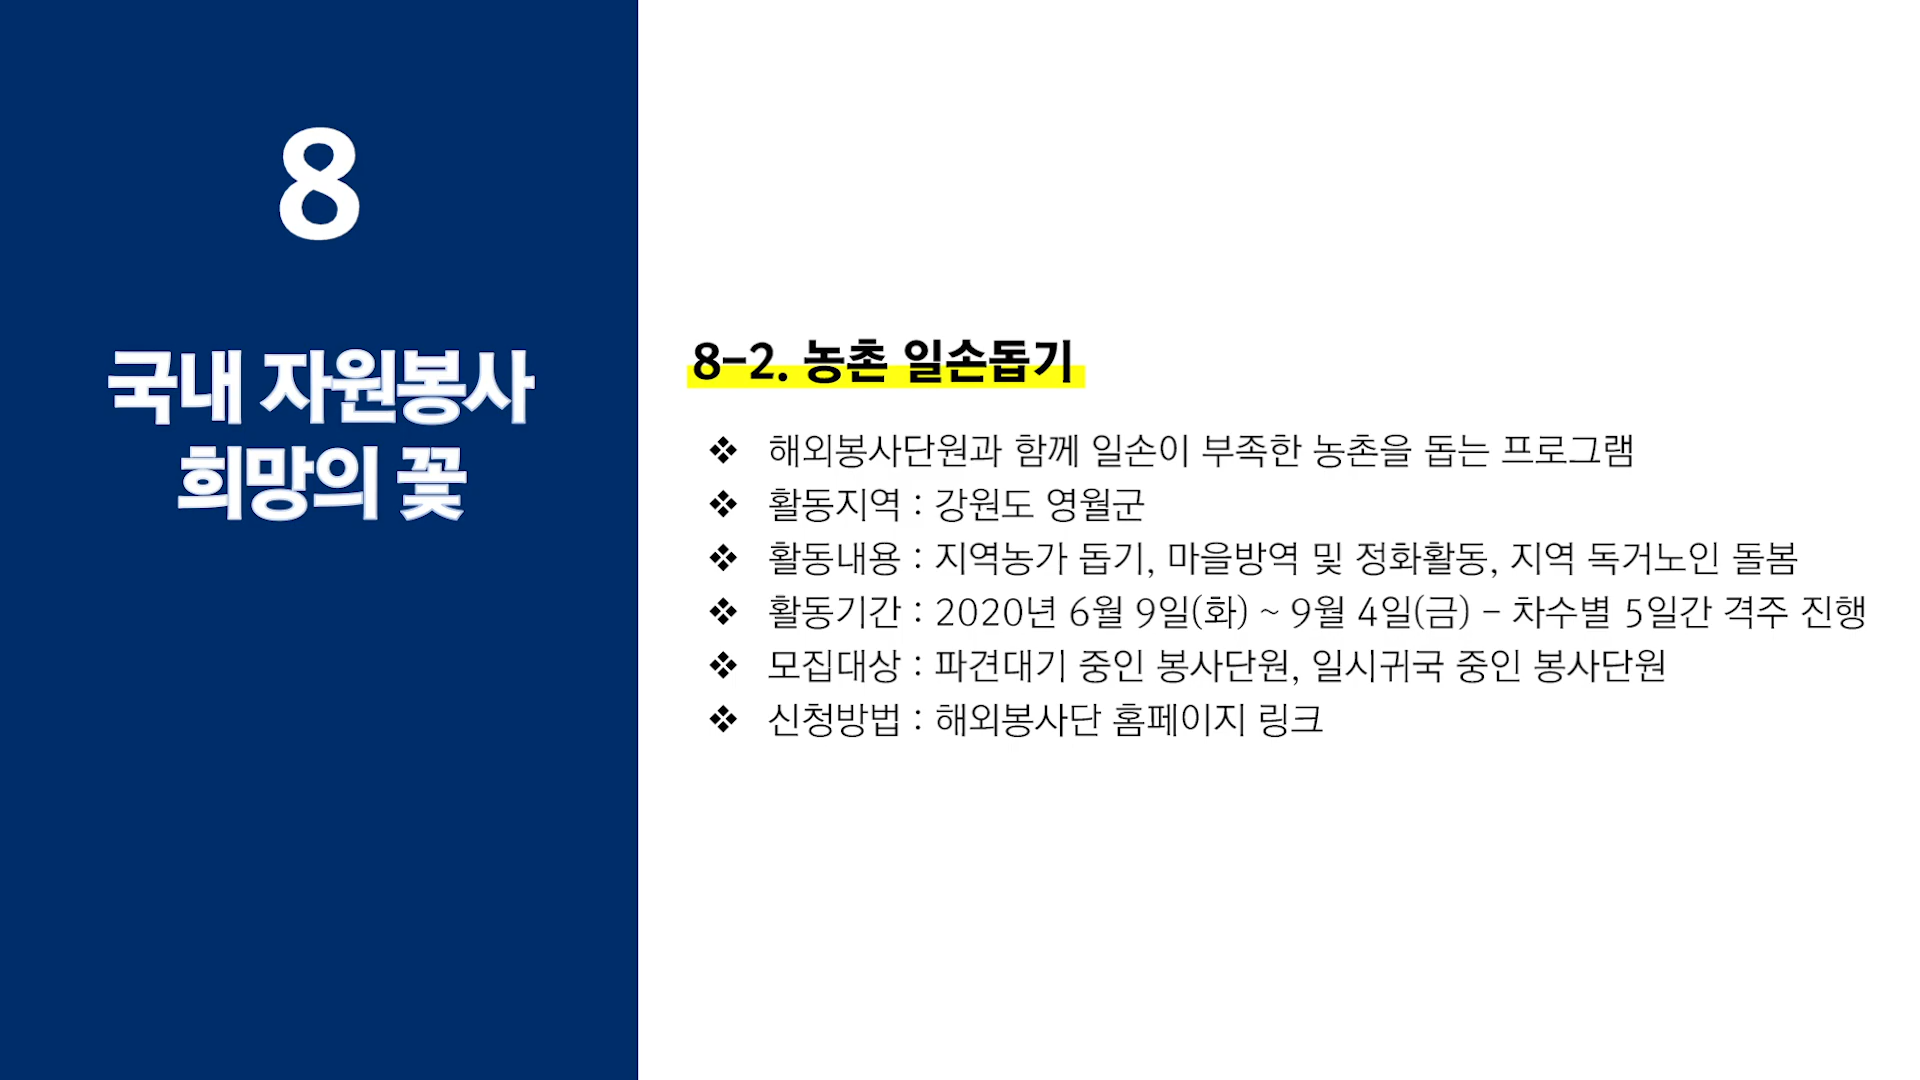 8
국내 자원봉사
희망의 꽃
8-2. 농촌 일손돕기
❖ 해외봉사단원과 함께 일손이 부족한 농촌을 돕는 프로그램
❖ 활동지역 : 강원도 영월군
❖ 활동내용 : 지역농가 돕기, 마을방역 및 정화활동, 지역 독거노인 돌봄
❖ 활동기간 : 2020년 6월 9일(화) ~ 9월 4일(금) - 차수별 5일간 격주 진행
❖ 모집대상 : 파견대기 중인 봉사단원, 일시귀국 중인 봉사단원
❖ 신청방법 : 해외봉사단 홈페이지 링크